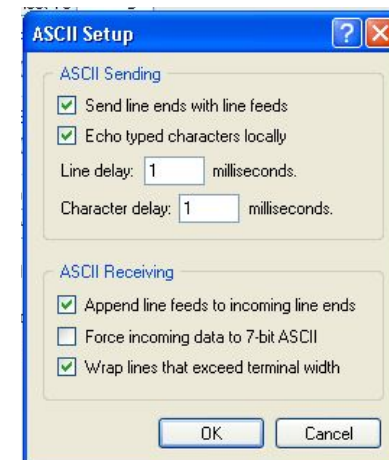 ASCII Setup
ASCII Sending
Send line ends with line feeds
Echo typed characters locally
Line delay: 1 milliseconds.
Character delay: 1 milliseconds.
ASCII Receiving
Append line feeds to incoming line ends
Force incoming data to 7-bit ASCII
Wrap lines that exceed terminal width
OK Cancel